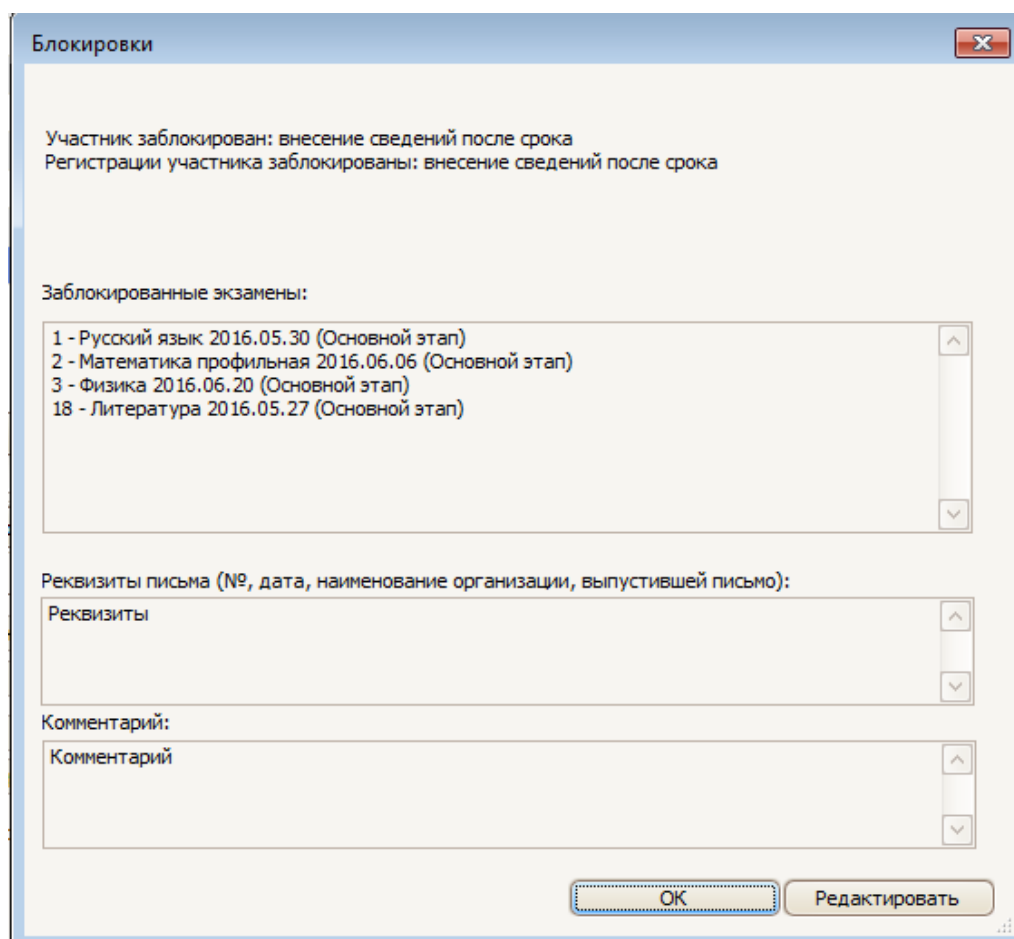 Блокировки
Участник заблокирован: внесение сведений после срока
Регистрации участника заблокированы: внесение сведений после срока
Заблокированные экзамены:
1 - Русский язык 2016.05.30 (Основной этап)
2 - Математика профильная 2016.06.06 (Основной этап)
3 - Физика 2016.06.20 (Основной этап)
18 - Литература 2016.05.27 (Основной этап)
Реквизиты письма (№, дата, наименование организации, выпустившей письмо):
Реквизиты
Комментарий:
Комментарий
ОК
Редактировать